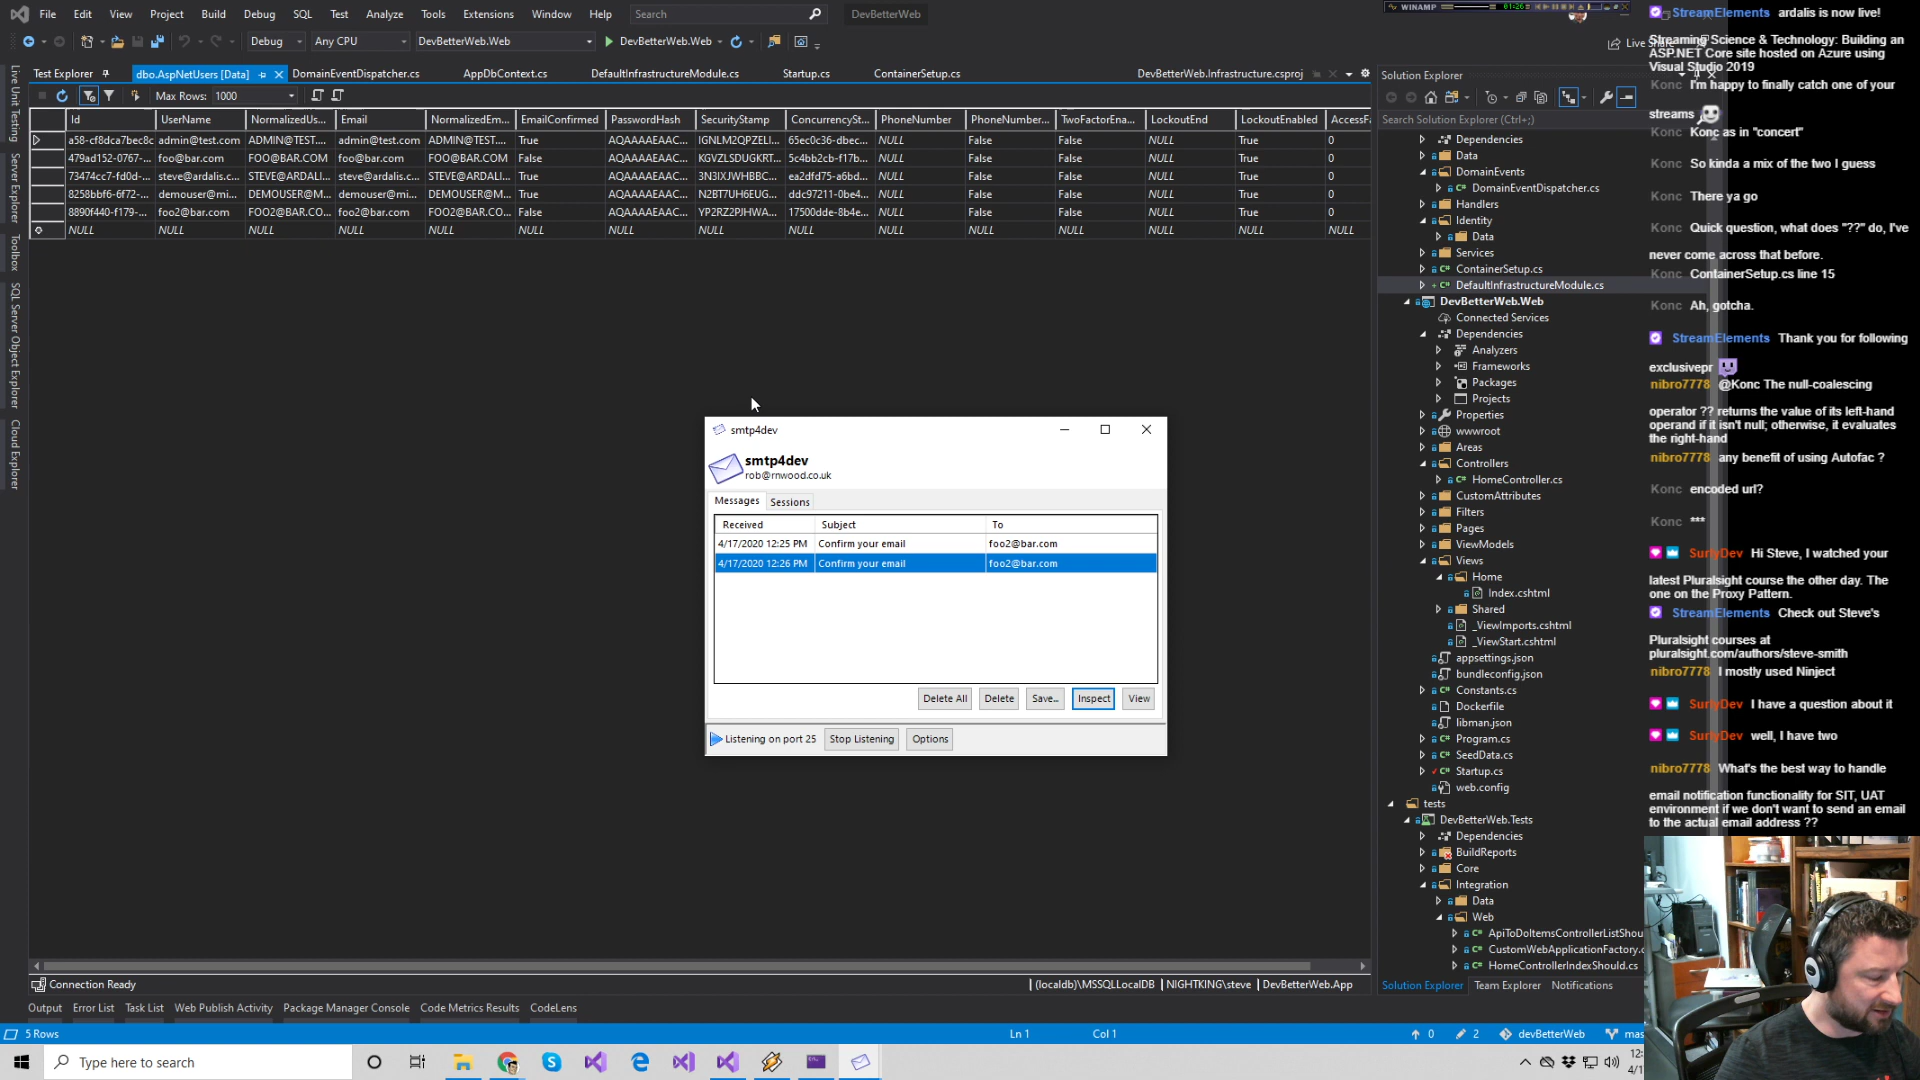 File Edit View Project Build Debug SQL Test Analyze Tools Extensions Window Help Search DevBetterWeb
Debug Any CPU DevBetterWeb.Web DevBetterWeb.Web
Test Explorer dbo.AspNetUsers [Data] DomainEventDispatcher.cs AppDbContext.cs DefaultInfrastructureModule.cs Startup.cs ContainerSetup.cs DevBetterWeb.Infrastructure.csproj
Max Rows: 1000
Live Unit Testing
Server Explorer
Toolbox
SQL Server Object Explorer
Cloud Explorer
Id UserName NormalizedUs... Email NormalizedEm... EmailConfirmed PasswordHash SecurityStamp ConcurrencySt... PhoneNumber PhoneNumber... TwoFactorEna... LockoutEnd LockoutEnabled AccessFa
a58-cf8dca7bec8c admin@test.com ADMIN@TEST.... admin@test.com ADMIN@TEST.... True AQAAAAEAAC... IGNLM2QPZELI... 65ec0c36-dbec... NULL False False NULL True 0
479ad152-0767-... foo@bar.com FOO@BAR.COM foo@bar.com FOO@BAR.COM False AQAAAAEAAC... KGVZLSDUGKRT... 5c4bb2cb-f17b... NULL False False NULL True 0
73474cc7-fd0d-... steve@ardalis.c... STEVE@ARDALI... steve@ardalis.c... STEVE@ARDALI... True AQAAAAEAAC... 3N3IXJWHBBC... ea2dfd75-a6bd... NULL False False NULL True 0
8258bbf6-6f72-... demouser@mi... DEMOUSER@M... demouser@mi... DEMOUSER@M... True AQAAAAEAAC... N2BT7UH6EUG... ddc97211-0be4... NULL False False NULL True 0
8890f440-f179-... foo2@bar.com FOO2@BAR.CO... foo2@bar.com FOO2@BAR.CO... False AQAAAAEAAC... YP2RZ2PJHWA... 17500dde-8b4e... NULL False False NULL True 0
NULL NULL NULL NULL NULL NULL NULL NULL NULL NULL NULL NULL NULL NULL NULL
smtp4dev
smtp4dev
rob@rnwood.co.uk
Messages Sessions
Received Subject To
4/17/2020 12:25 PM Confirm your email foo2@bar.com
4/17/2020 12:26 PM Confirm your email foo2@bar.com
Delete All Delete Save... Inspect View
Listening on port 25 Stop Listening Options
Connection Ready (localdb)\MSSQLLocalDB NIGHTKING\steve DevBetterWeb.App
Output Error List Task List Web Publish Activity Package Manager Console Code Metrics Results CodeLens
5 Rows Ln 1 Col 1 0 2 devBetterWeb mas
Type here to search
WINAMP 01:26
Live Share
Solution Explorer
Search Solution Explorer (Ctrl+;)
Dependencies
Data
DomainEvents
DomainEventDispatcher.cs
Handlers
Identity
Data
Services
ContainerSetup.cs
DefaultInfrastructureModule.cs
DevBetterWeb.Web
Connected Services
Dependencies
Analyzers
Frameworks
Packages
Projects
Properties
wwwroot
Areas
Controllers
HomeController.cs
CustomAttributes
Filters
Pages
ViewModels
Views
Home
Index.cshtml
Shared
_ViewImports.cshtml
_ViewStart.cshtml
appsettings.json
bundleconfig.json
Constants.cs
Dockerfile
libman.json
Program.cs
SeedData.cs
Startup.cs
web.config
tests
DevBetterWeb.Tests
Dependencies
BuildReports
Core
Integration
Data
Web
ApiToDoItemsControllerListShou
CustomWebApplicationFactory.c
HomeControllerIndexShould.cs
Solution Explorer Team Explorer Notifications
StreamElements ardalis is now live!
Streaming Science & Technology: Building an
ASP.NET Core site hosted on Azure using
Visual Studio 2019
Konc I'm happy to finally catch one of your
streams
Konc Konc as in "concert"
Konc So kinda a mix of the two I guess
Konc There ya go
Konc Quick question, what does "??" do, I've
never come across that before.
Konc ContainerSetup.cs line 15
Konc Ah, gotcha.
StreamElements Thank you for following
exclusivepr
nibro7778 @Konc The null-coalescing
operator ?? returns the value of its left-hand
operand if it isn't null; otherwise, it evaluates
the right-hand
nibro7778 any benefit of using Autofac ?
Konc encoded url?
Konc ***
SurlyDev Hi Steve, I watched your
latest Pluralsight course the other day. The
one on the Proxy Pattern.
StreamElements Check out Steve's
Pluralsight courses at
pluralsight.com/authors/steve-smith
nibro7778 I mostly used Ninject
SurlyDev I have a question about it
SurlyDev well, I have two
nibro7778 What's the best way to handle
email notification functionality for SIT, UAT
environment if we don't want to send an email
to the actual email address ??